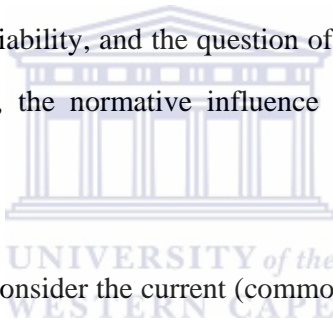 iability, and the question of
, the normative influence
UNIVERSITY of the
onsider the current (commo
WESTERN CAPE